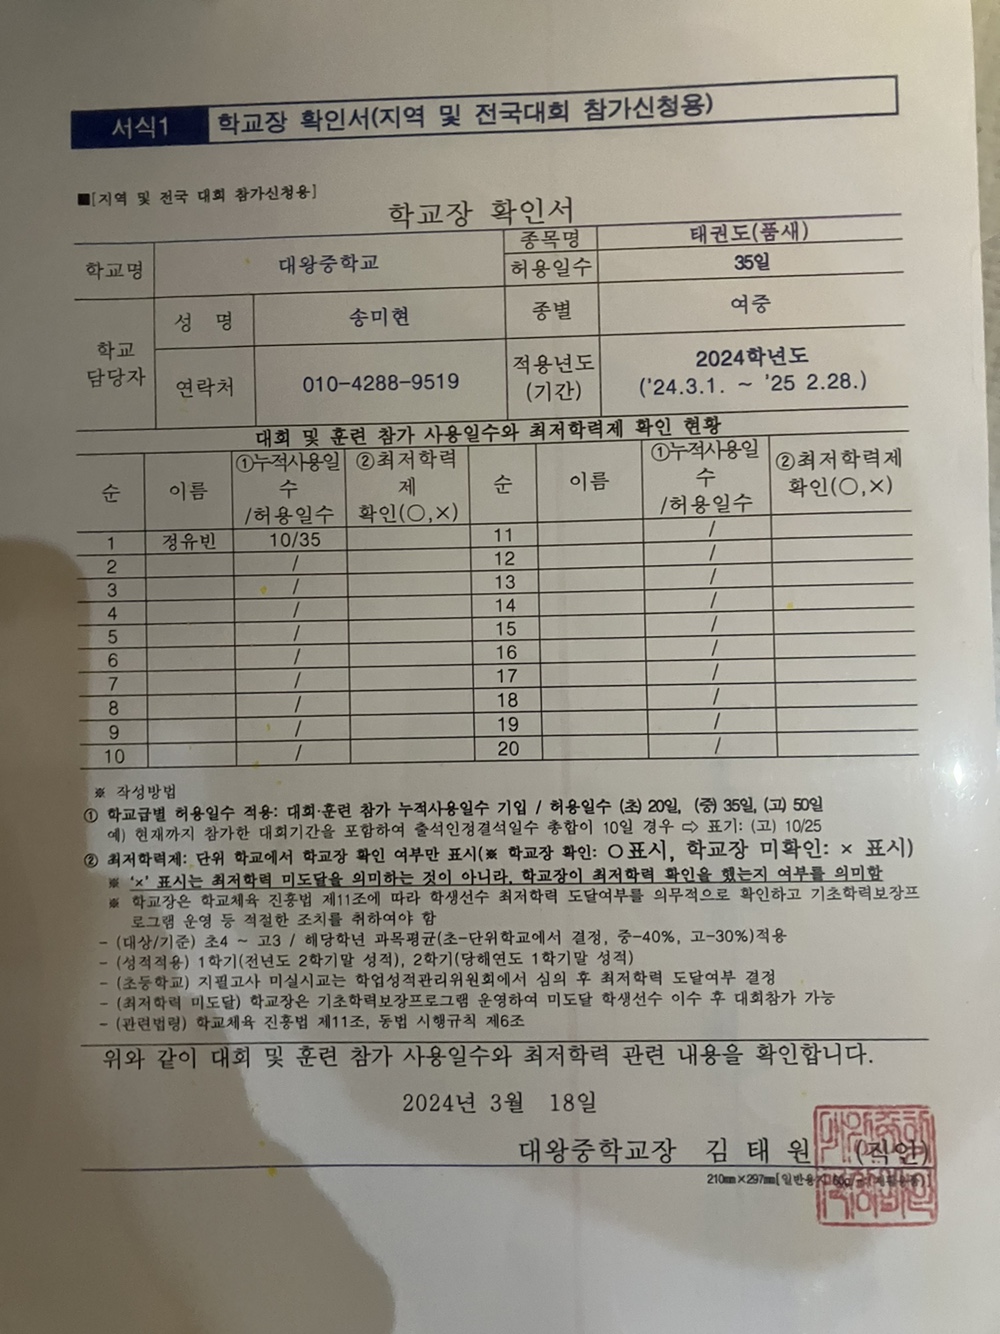 서식1 학교장 확인서(지역 및 전국대회 참가신청용)
■[지역 및 전국 대회 참가신청용]
학교장 확인서
학교명 대왕중학교 종목명 태권도(품새)
허용일수 35일
학교 담당자 성 명 송미현 종별 여중
연락처 010-4288-9519 적용년도 (기간) 2024학년도 ('24.3.1. ~ '25 2.28.)
대회 및 훈련 참가 사용일수와 최저학력제 확인 현황
순 이름 ①누적사용일수 /허용일수 ②최저학력제 확인(○,×) 순 이름 ①누적사용일수 /허용일수 ②최저학력제 확인(○,×)
1 정유빈 10/35 11 /
2 / 12 /
3 / 13 /
4 / 14 /
5 / 15 /
6 / 16 /
7 / 17 /
8 / 18 /
9 / 19 /
10 / 20 /
※ 작성방법
① 학교급별 허용일수 적용: 대회·훈련 참가 누적사용일수 기입 / 허용일수 (초) 20일, (중) 35일, (고) 50일
예) 현재까지 참가한 대회기간을 포함하여 출석인정결석일수 총합이 10일 경우 ⇨ 표기: (고) 10/25
② 최저학력제: 단위 학교에서 학교장 확인 여부만 표시(※ 학교장 확인: ○표시, 학교장 미확인: × 표시)
※ '×' 표시는 최저학력 미도달을 의미하는 것이 아니라, 학교장이 최저학력 확인을 했는지 여부를 의미함
※ 학교장은 학교체육 진흥법 제11조에 따라 학생선수 최저학력 도달여부를 의무적으로 확인하고 기초학력보장프
로그램 운영 등 적절한 조치를 취하여야 함
- (대상/기준) 초4 ~ 고3 / 해당학년 과목평균(초-단위학교에서 결정, 중-40%, 고-30%)적용
- (성적적용) 1학기(전년도 2학기말 성적), 2학기(당해연도 1학기말 성적)
- (초등학교) 지필고사 미실시교는 학업성적관리위원회에서 심의 후 최저학력 도달여부 결정
- (최저학력 미도달) 학교장은 기초학력보장프로그램 운영하여 미도달 학생선수 이수 후 대회참가 가능
- (관련법령) 학교체육 진흥법 제11조, 동법 시행규칙 제6조
위와 같이 대회 및 훈련 참가 사용일수와 최저학력 관련 내용을 확인합니다.
2024년 3월 18일
대왕중학교장 김 태 원 (직인)
210㎜×297㎜[일반용지